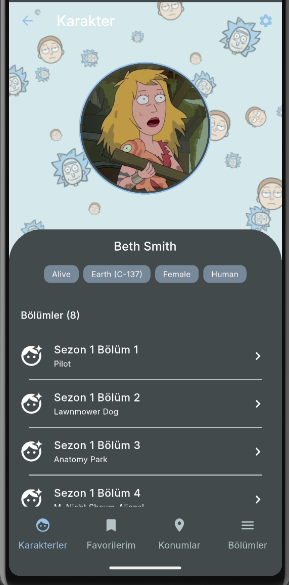 Karakter
Beth Smith
Alive Earth (C-137) Female Human
Bölümler (8)
Sezon 1 Bölüm 1
Pilot
Sezon 1 Bölüm 2
Lawnmower Dog
Sezon 1 Bölüm 3
Anatomy Park
Sezon 1 Bölüm 4
Karakterler Favorilerim Konumlar Bölümler